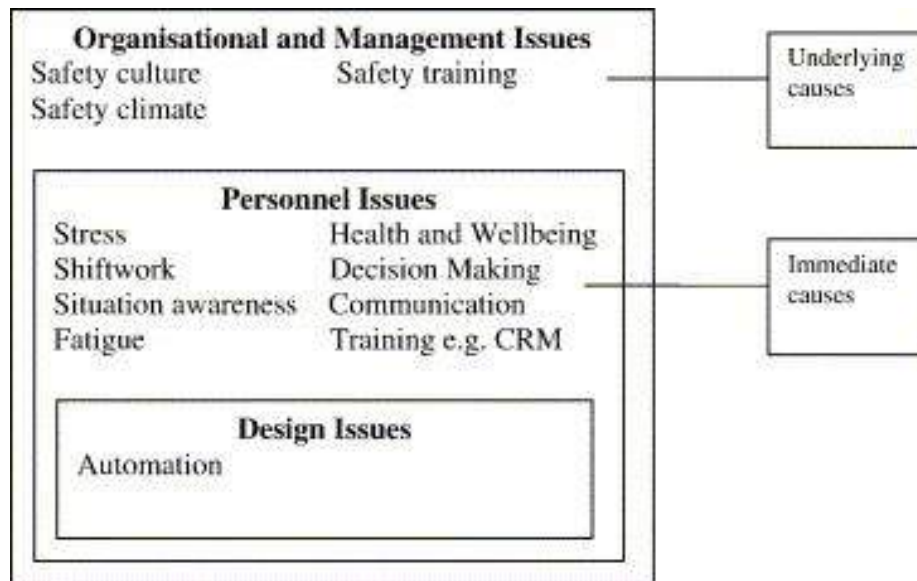 Organisational and Management Issues
Safety culture Safety training
Safety climate
Underlying
causes
Personnel Issues
Stress Health and Wellbeing
Shiftwork Decision Making
Situation awareness Communication
Fatigue Training e.g. CRM
Immediate
causes
Design Issues
Automation